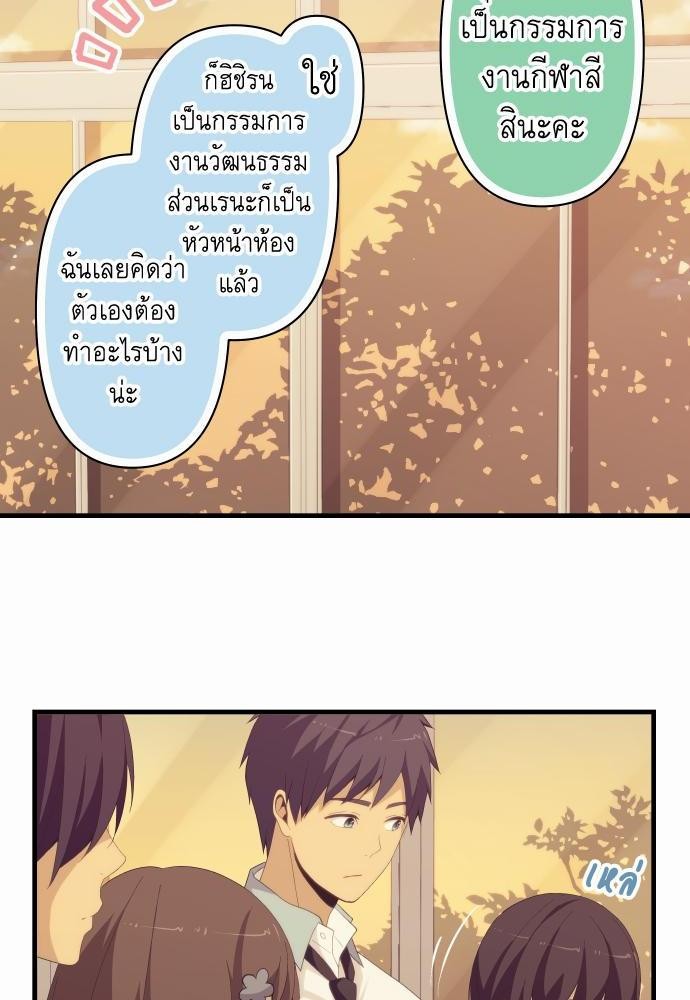 เป็นกรรมการ
งานกีฬาสี
สินะคะ
ใช่
ก็ฮิชิรน
เป็นกรรมการ
งานวัฒนธรรม
ส่วนเรนะก็เป็น
หัวหน้าห้อง
แล้ว
ฉันเลยคิดว่า
ตัวเองต้อง
ทำอะไรบ้าง
น่ะ
เหล่